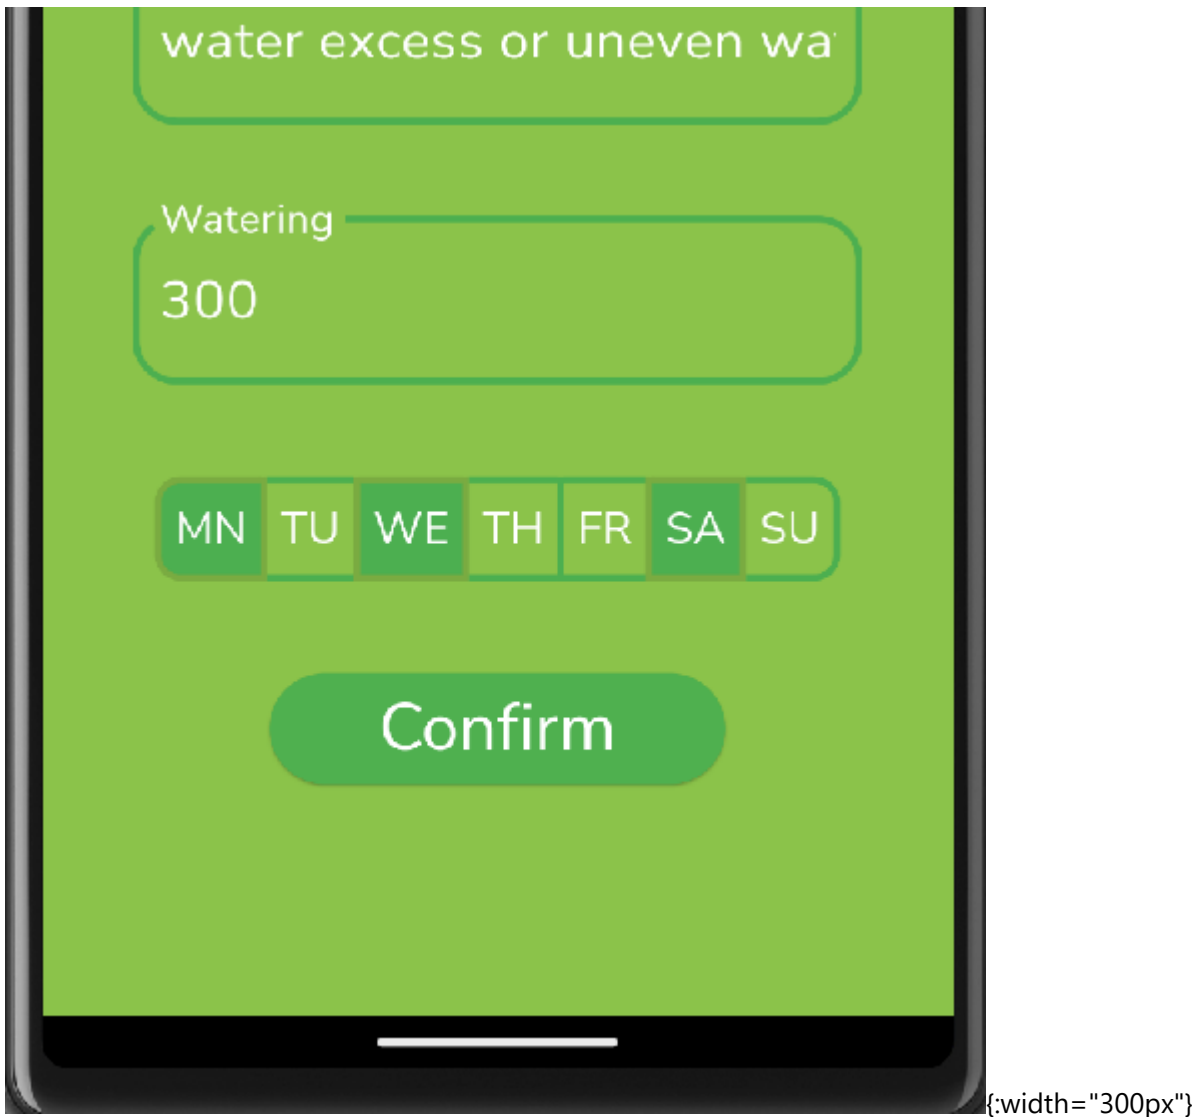 water excess or uneven wa
Watering
300
MN TU WE TH FR SA SU
Confirm
{:width="300px"}